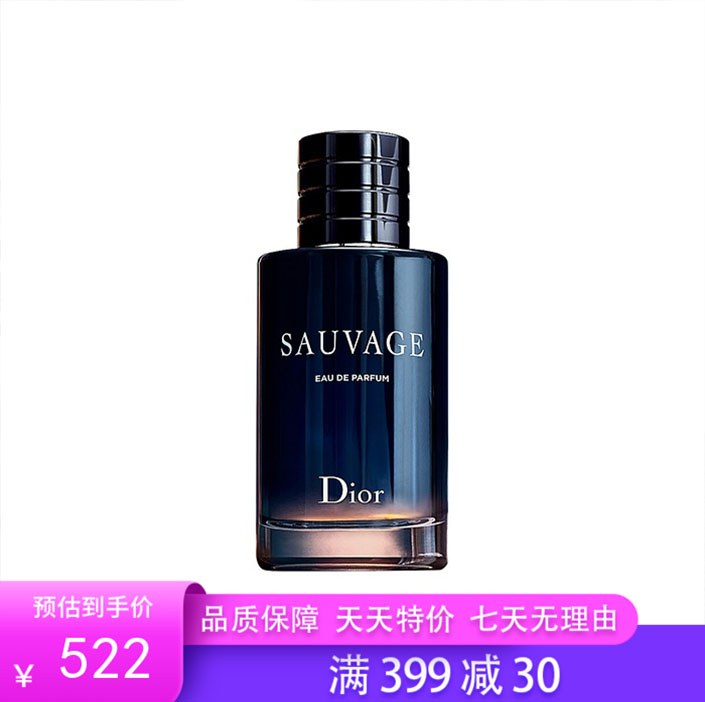 SAUVAGE
EAU DE PARFUM
Dior
预估到手价
¥ 522
品质保障 天天特价 七天无理由
满 399 减 30